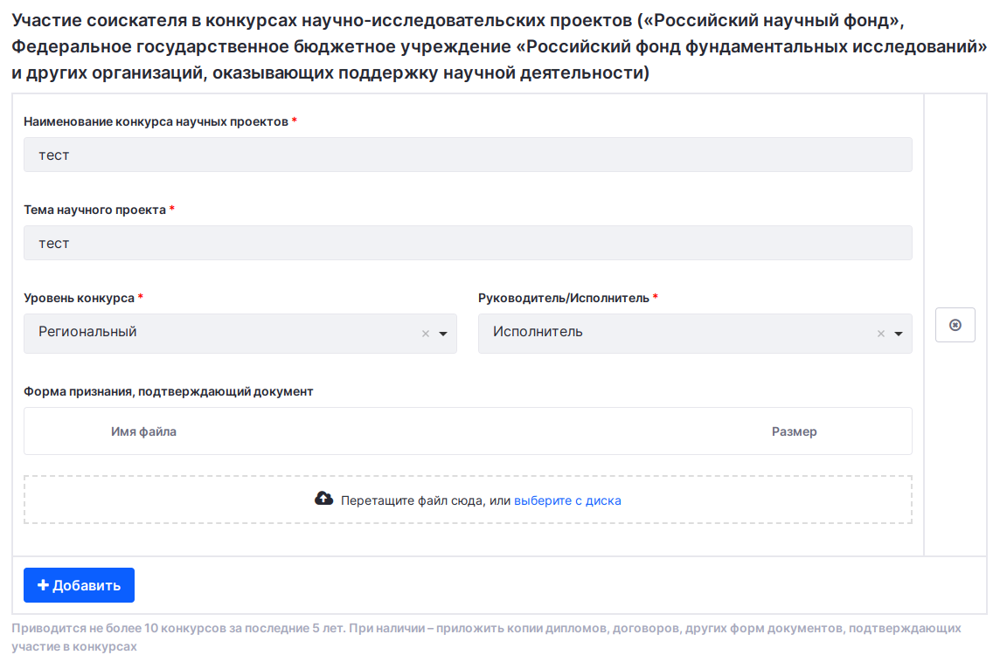 Участие соискателя в конкурсах научно-исследовательских проектов («Российский научный фонд»,
Федеральное государственное бюджетное учреждение «Российский фонд фундаментальных исследований»
и других организаций, оказывающих поддержку научной деятельности)
Наименование конкурса научных проектов *
тест
Тема научного проекта *
тест
Уровень конкурса * Руководитель/Исполнитель *
Региональный × Исполнитель ×
Форма признания, подтверждающий документ
Имя файла Размер
Перетащите файл сюда, или выберите с диска
+ Добавить
Приводится не более 10 конкурсов за последние 5 лет. При наличии – приложить копии дипломов, договоров, других форм документов, подтверждающих
участие в конкурсах